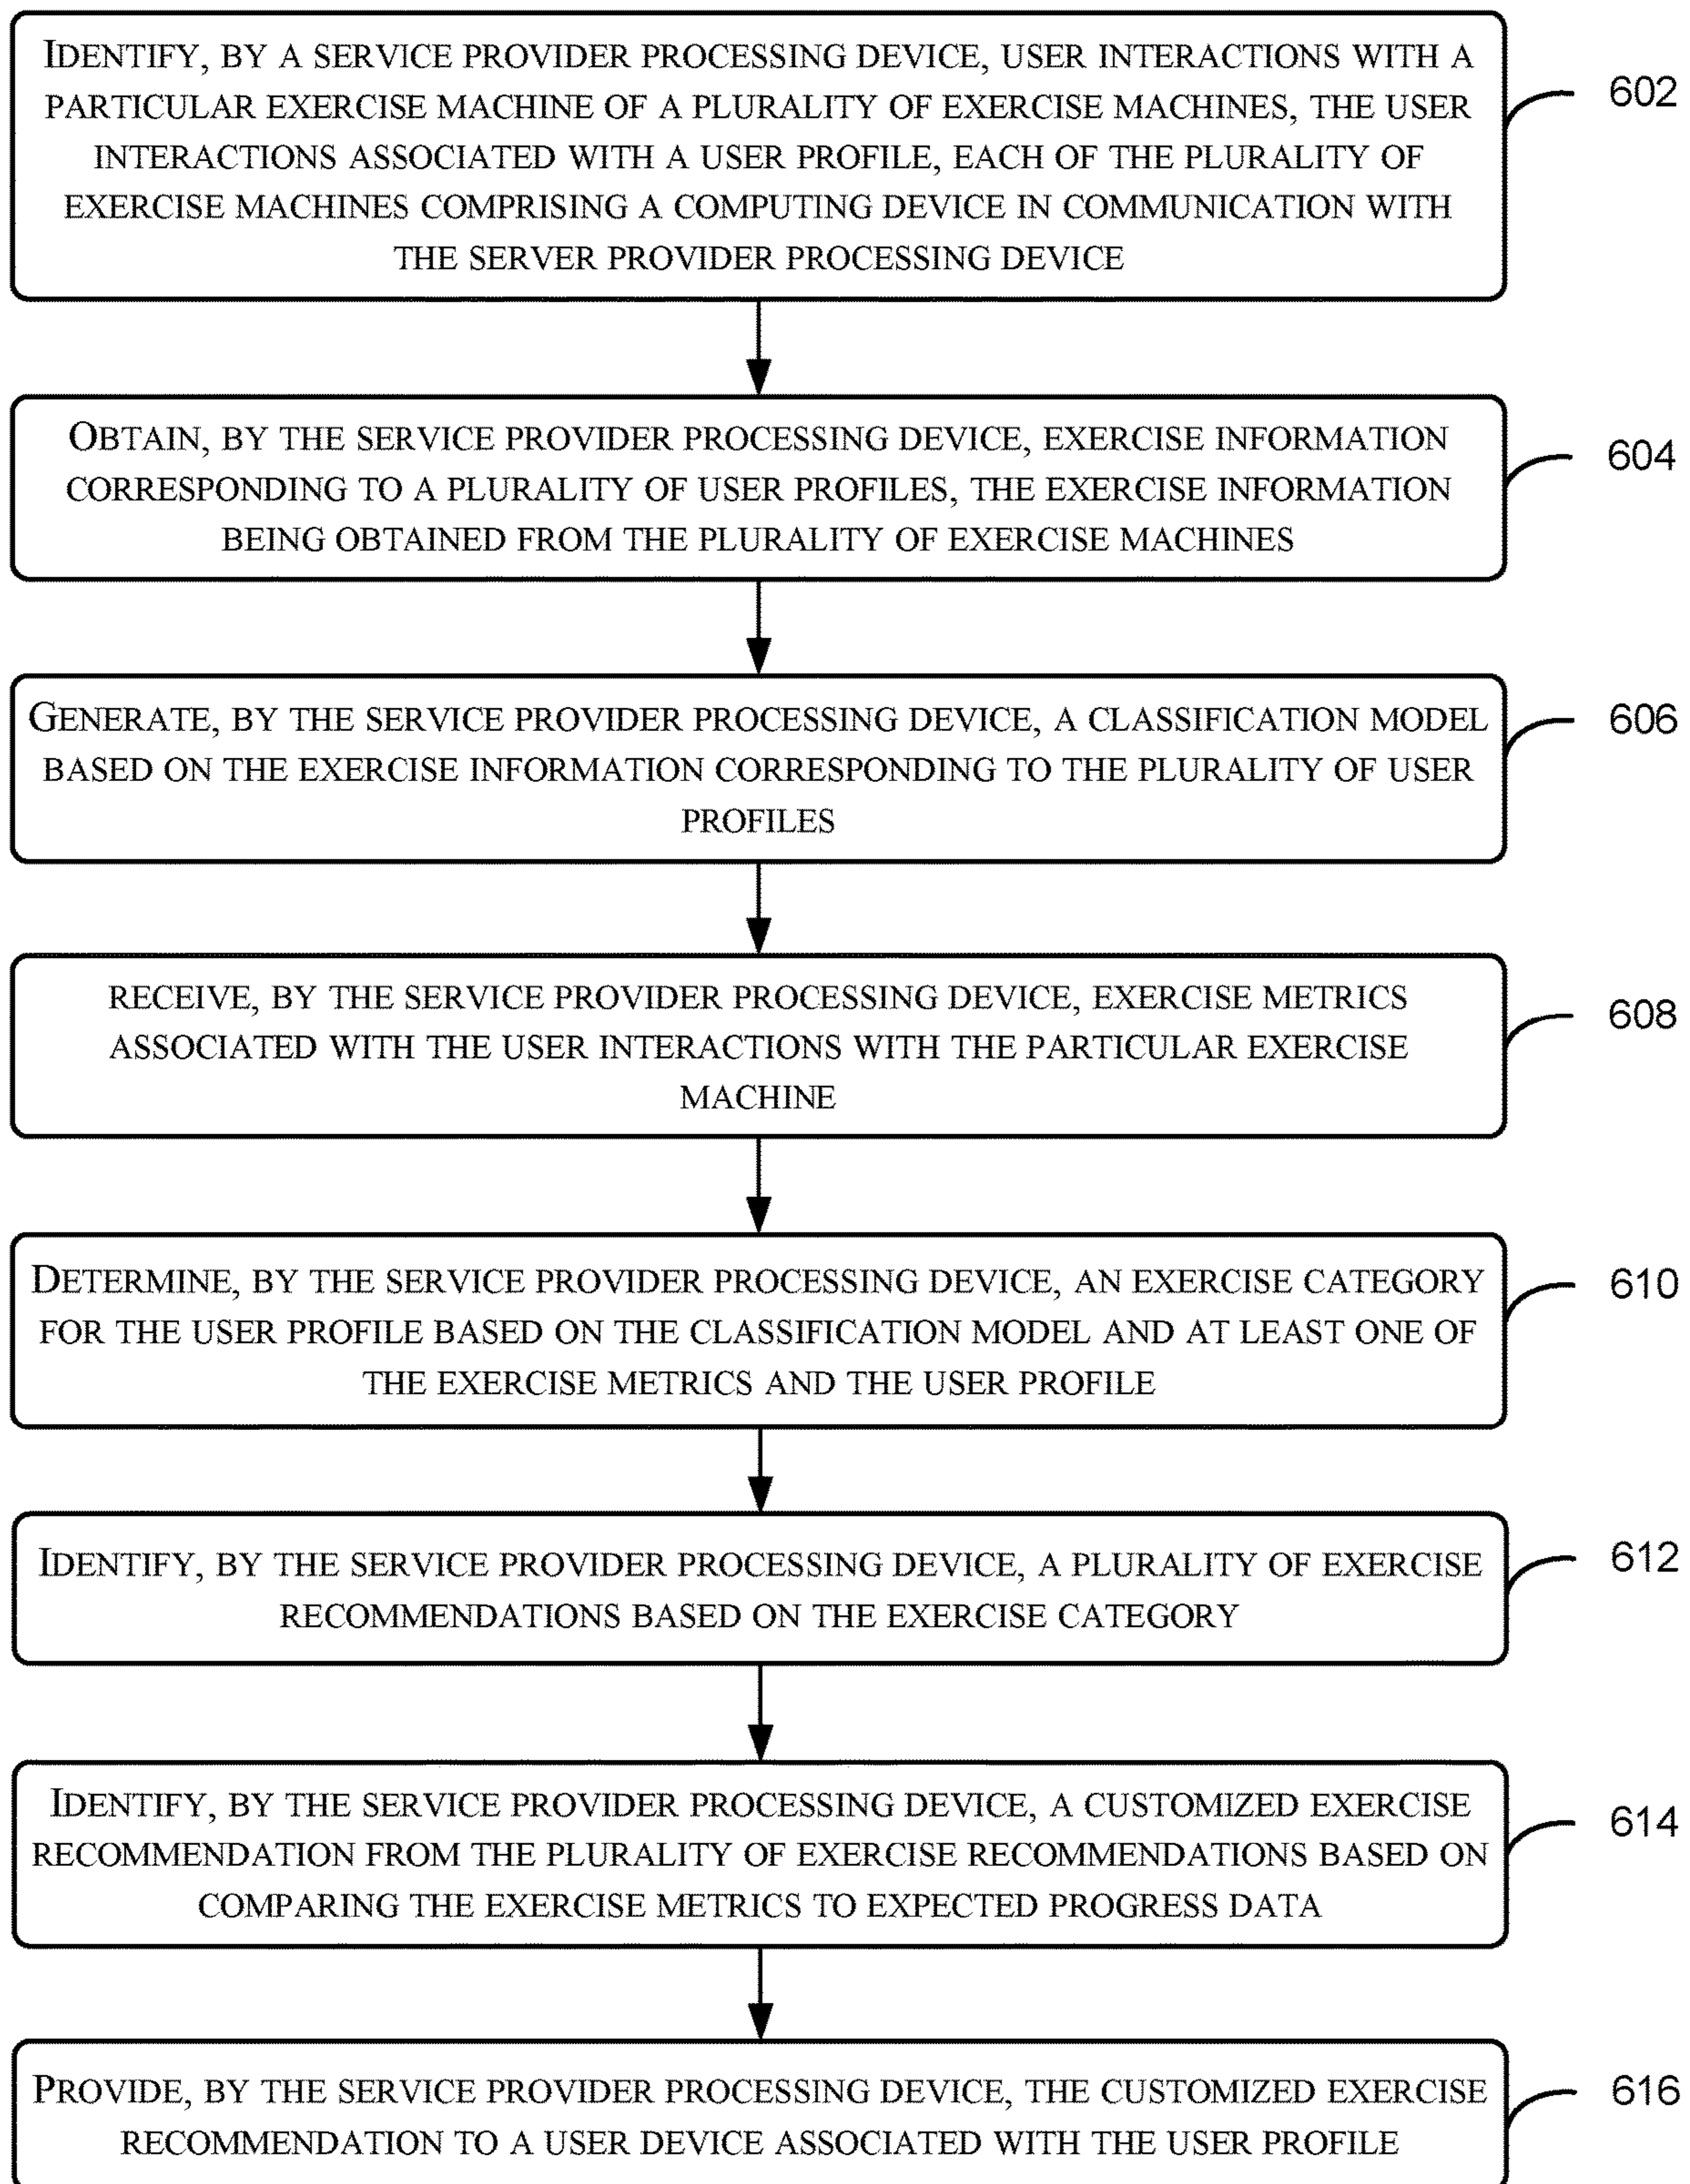 IDENTIFY, BY A SERVICE PROVIDER PROCESSING DEVICE, USER INTERACTIONS WITH A
PARTICULAR EXERCISE MACHINE OF A PLURALITY OF EXERCISE MACHINES, THE USER
INTERACTIONS ASSOCIATED WITH A USER PROFILE, EACH OF THE PLURALITY OF
EXERCISE MACHINES COMPRISING A COMPUTING DEVICE IN COMMUNICATION WITH
THE SERVER PROVIDER PROCESSING DEVICE
602
OBTAIN, BY THE SERVICE PROVIDER PROCESSING DEVICE, EXERCISE INFORMATION
CORRESPONDING TO A PLURALITY OF USER PROFILES, THE EXERCISE INFORMATION
BEING OBTAINED FROM THE PLURALITY OF EXERCISE MACHINES
604
GENERATE, BY THE SERVICE PROVIDER PROCESSING DEVICE, A CLASSIFICATION MODEL
BASED ON THE EXERCISE INFORMATION CORRESPONDING TO THE PLURALITY OF USER
PROFILES
606
RECEIVE, BY THE SERVICE PROVIDER PROCESSING DEVICE, EXERCISE METRICS
ASSOCIATED WITH THE USER INTERACTIONS WITH THE PARTICULAR EXERCISE
MACHINE
608
DETERMINE, BY THE SERVICE PROVIDER PROCESSING DEVICE, AN EXERCISE CATEGORY
FOR THE USER PROFILE BASED ON THE CLASSIFICATION MODEL AND AT LEAST ONE OF
THE EXERCISE METRICS AND THE USER PROFILE
610
IDENTIFY, BY THE SERVICE PROVIDER PROCESSING DEVICE, A PLURALITY OF EXERCISE
RECOMMENDATIONS BASED ON THE EXERCISE CATEGORY
612
IDENTIFY, BY THE SERVICE PROVIDER PROCESSING DEVICE, A CUSTOMIZED EXERCISE
RECOMMENDATION FROM THE PLURALITY OF EXERCISE RECOMMENDATIONS BASED ON
COMPARING THE EXERCISE METRICS TO EXPECTED PROGRESS DATA
614
PROVIDE, BY THE SERVICE PROVIDER PROCESSING DEVICE, THE CUSTOMIZED EXERCISE
RECOMMENDATION TO A USER DEVICE ASSOCIATED WITH THE USER PROFILE
616